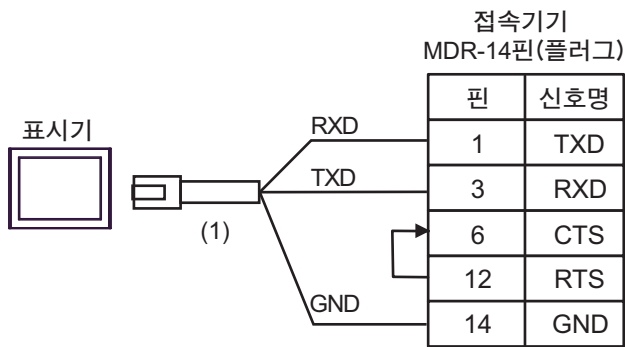 접속기기
MDR-14핀(플러그)
핀 신호명
표시기
RXD
1 TXD
TXD
3 RXD
(1)
6 CTS
12 RTS
GND
14 GND